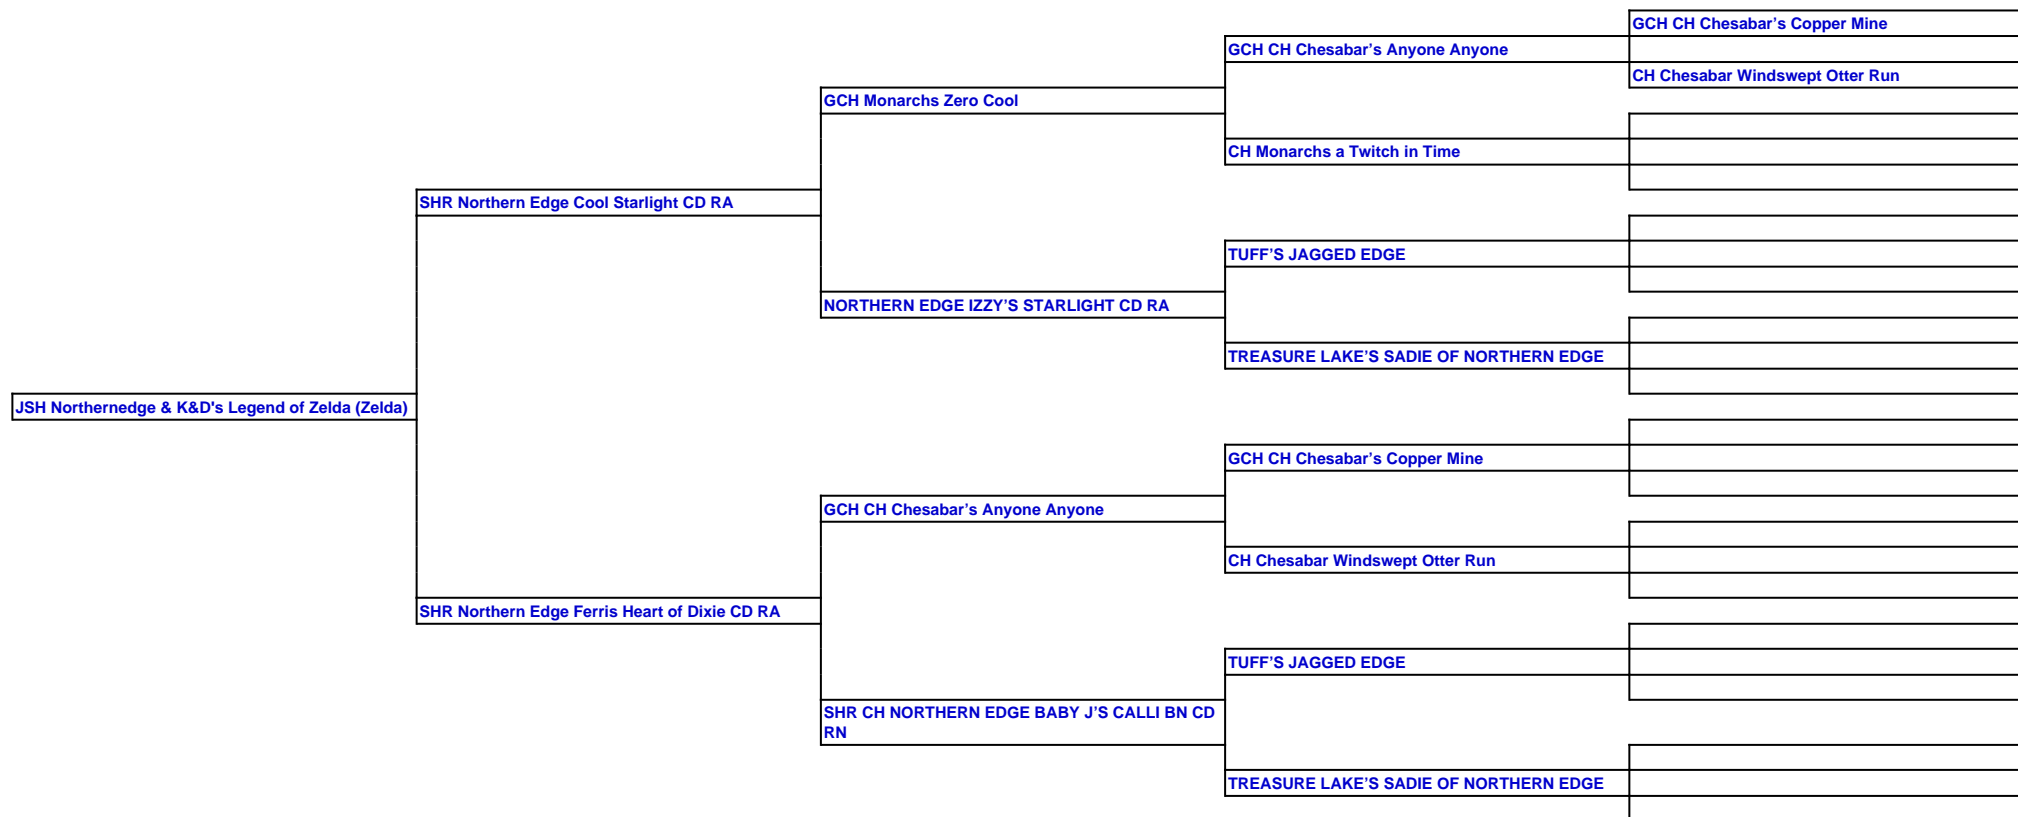 GCH CH Chesabar’s Copper Mine
GCH CH Chesabar’s Anyone Anyone
CH Chesabar Windswept Otter Run
GCH Monarchs Zero Cool
CH Monarchs a Twitch in Time
SHR Northern Edge Cool Starlight CD RA
TUFF’S JAGGED EDGE
NORTHERN EDGE IZZY’S STARLIGHT CD RA
TREASURE LAKE’S SADIE OF NORTHERN EDGE
JSH Northernedge & K&D's Legend of Zelda (Zelda)
GCH CH Chesabar’s Copper Mine
GCH CH Chesabar’s Anyone Anyone
CH Chesabar Windswept Otter Run
SHR Northern Edge Ferris Heart of Dixie CD RA
TUFF’S JAGGED EDGE
SHR CH NORTHERN EDGE BABY J’S CALLI BN CD
RN
TREASURE LAKE’S SADIE OF NORTHERN EDGE